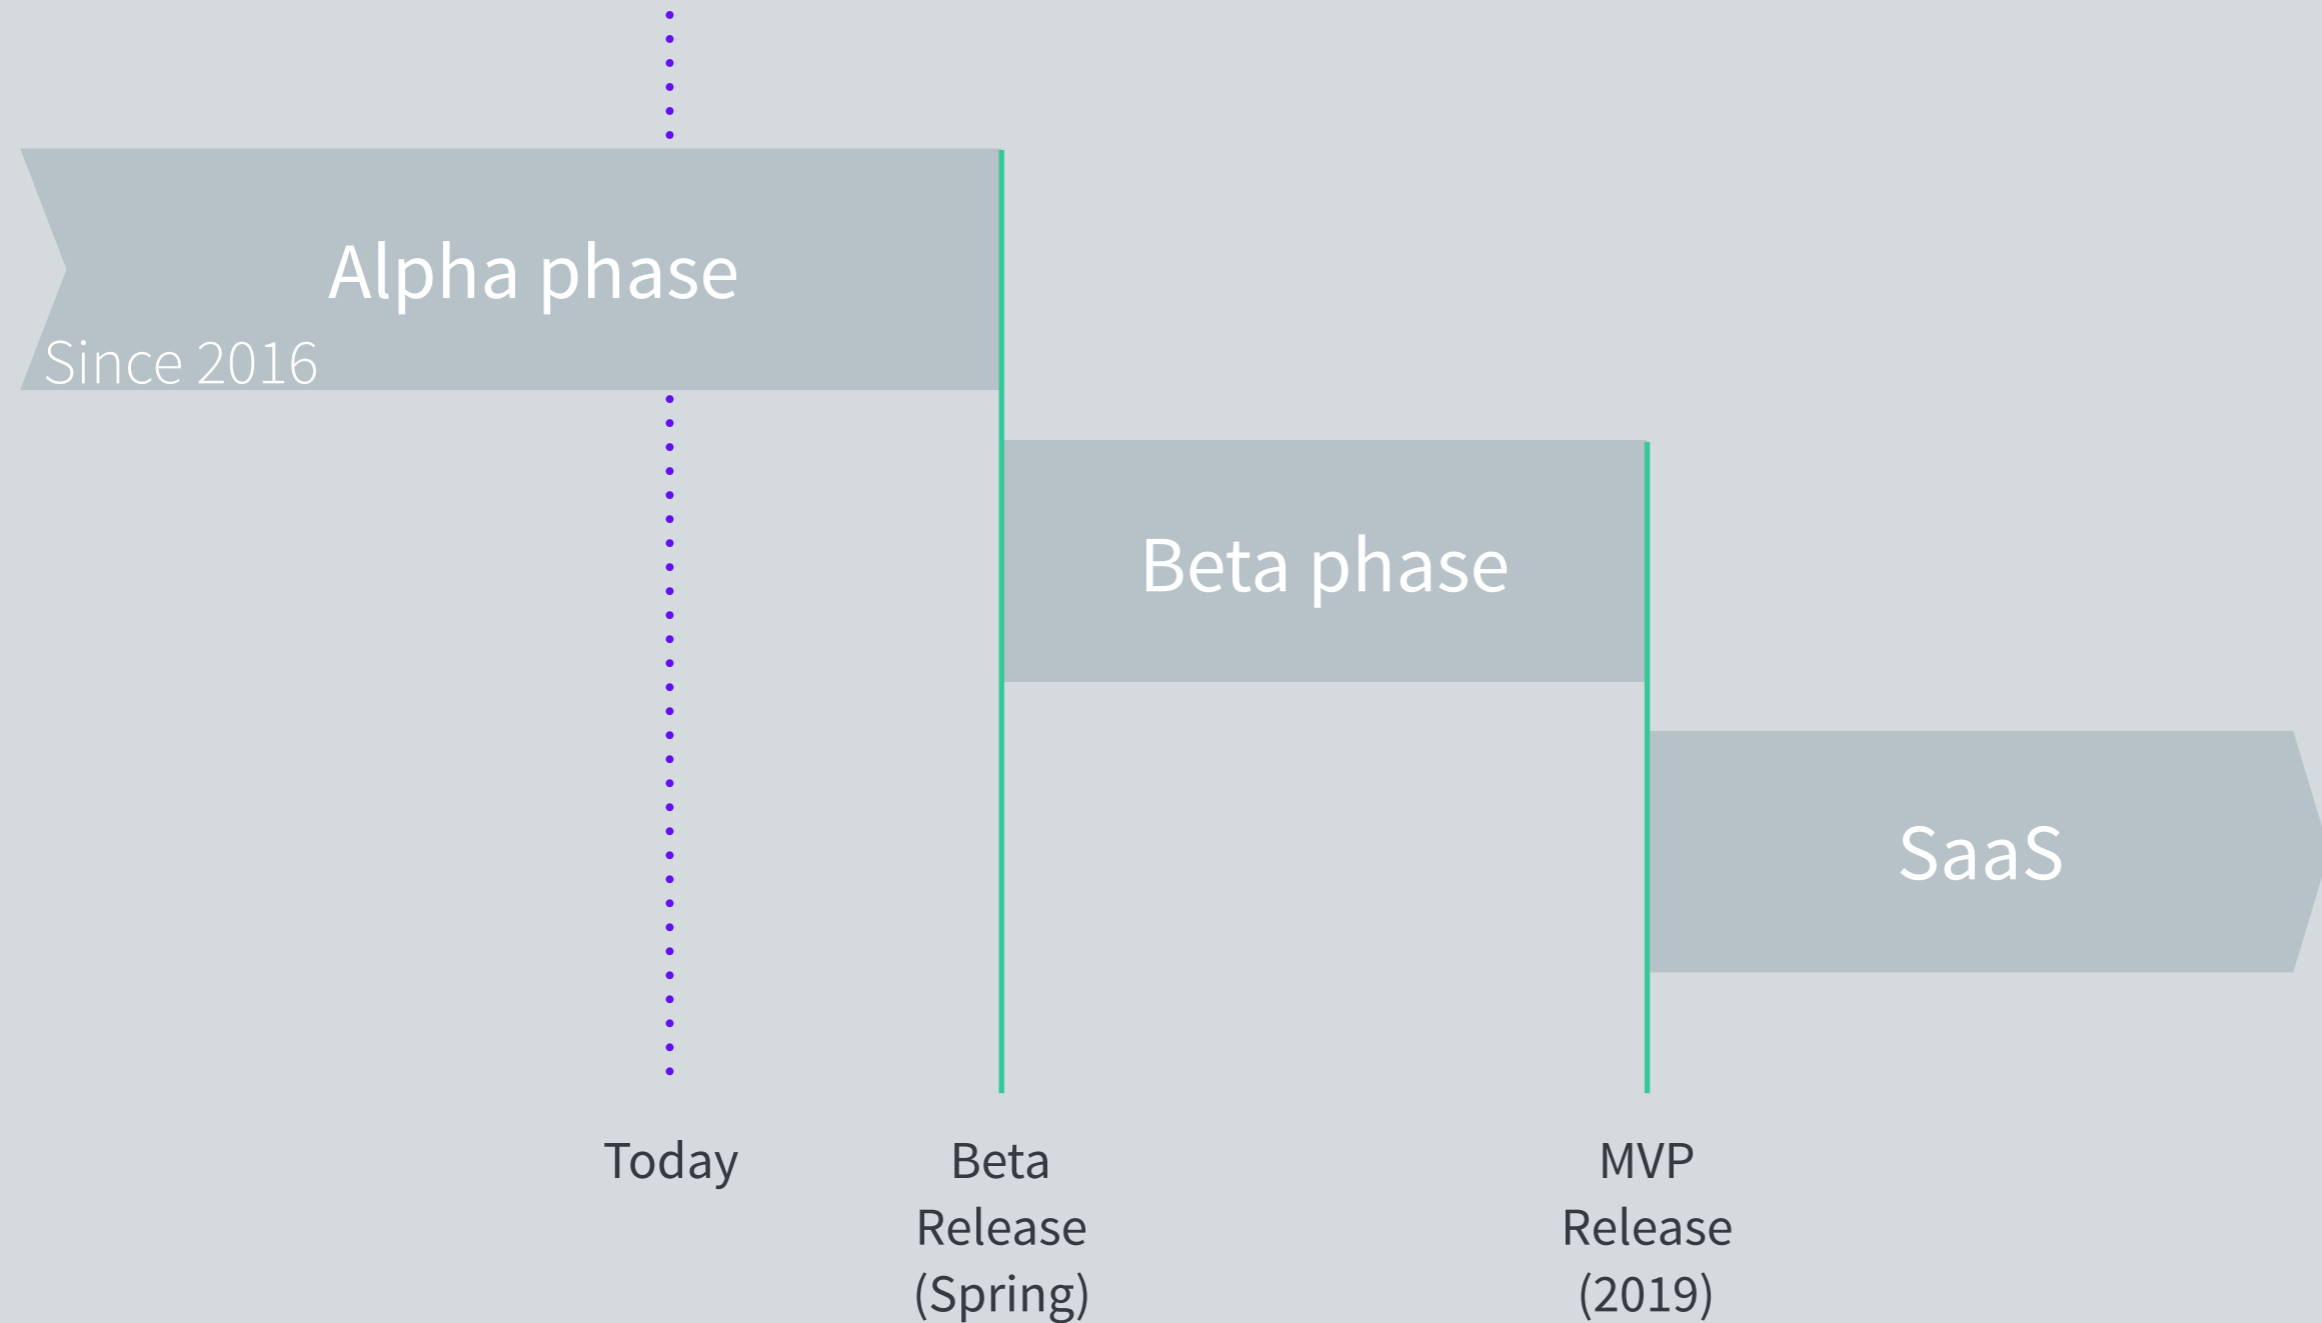 Alpha phase
Since 2016
Beta phase
SaaS
Today
Beta
Release
(Spring)
MVP
Release
(2019)